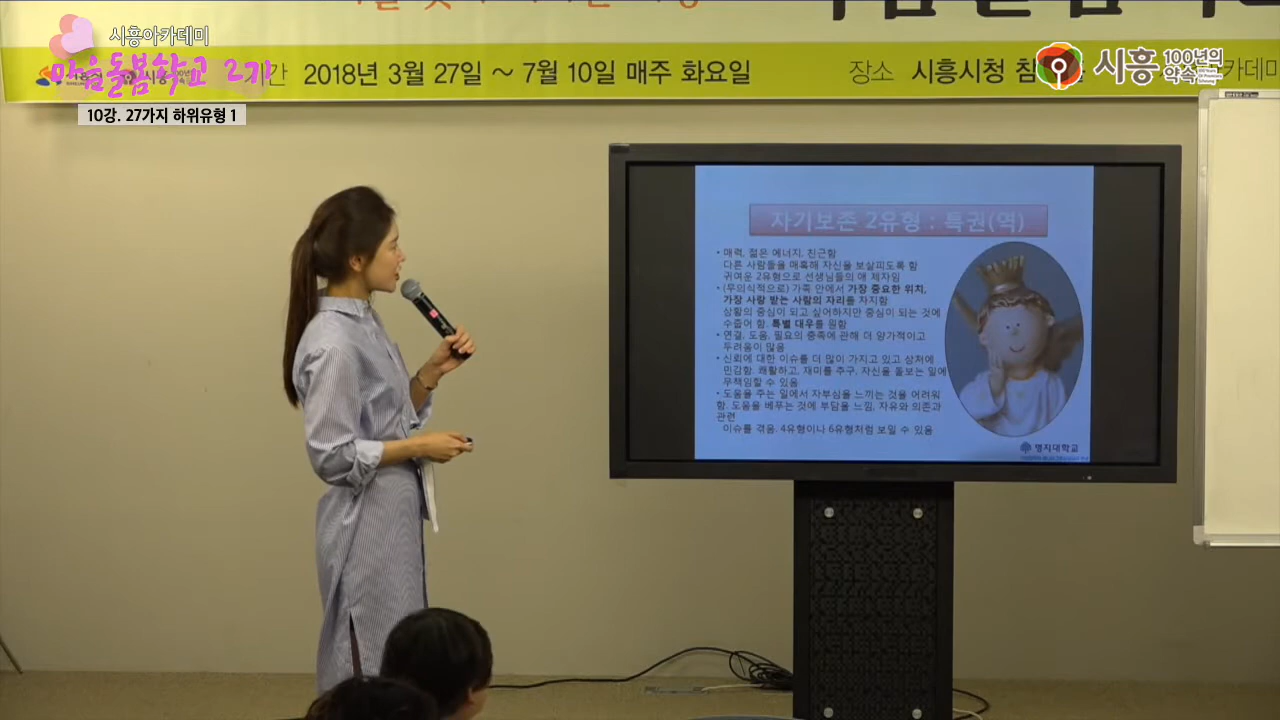 시흥아카데미
마음돌봄학교 2기
10강. 27가지 하위유형 1
기간 2018년 3월 27일 ~ 7월 10일 매주 화요일
장소 시흥시청
시흥 100년의 약속
자기보존 2유형 : 특권(역)
• 매력, 젊은 에너지, 친근함
다른 사람들을 매혹해 자신을 보살피도록 함
귀여운 2유형으로 선생님들의 애 제자임
• (무의식적으로) 가족 안에서 가장 중요한 위치,
가장 사랑 받는 사람의 자리를 차지함
상황의 중심이 되고 싶어하지만 중심이 되는 것에
수줍어 함. 특별 대우를 원함
• 연결, 도움, 필요의 충족에 관해 더 양가적이고
두려움이 많음
• 신뢰에 대한 이슈를 더 많이 가지고 있고 상처에
민감함. 쾌활하고, 재미를 추구, 자신을 돌보는 일에
무책임할 수 있음
• 도움을 주는 일에서 자부심을 느끼는 것을 어려워
함. 도움을 베푸는 것에 부담을 느낌, 자유와 의존과
관련
이슈를 겪음. 4유형이나 6유형처럼 보일 수 있음
명지대학교